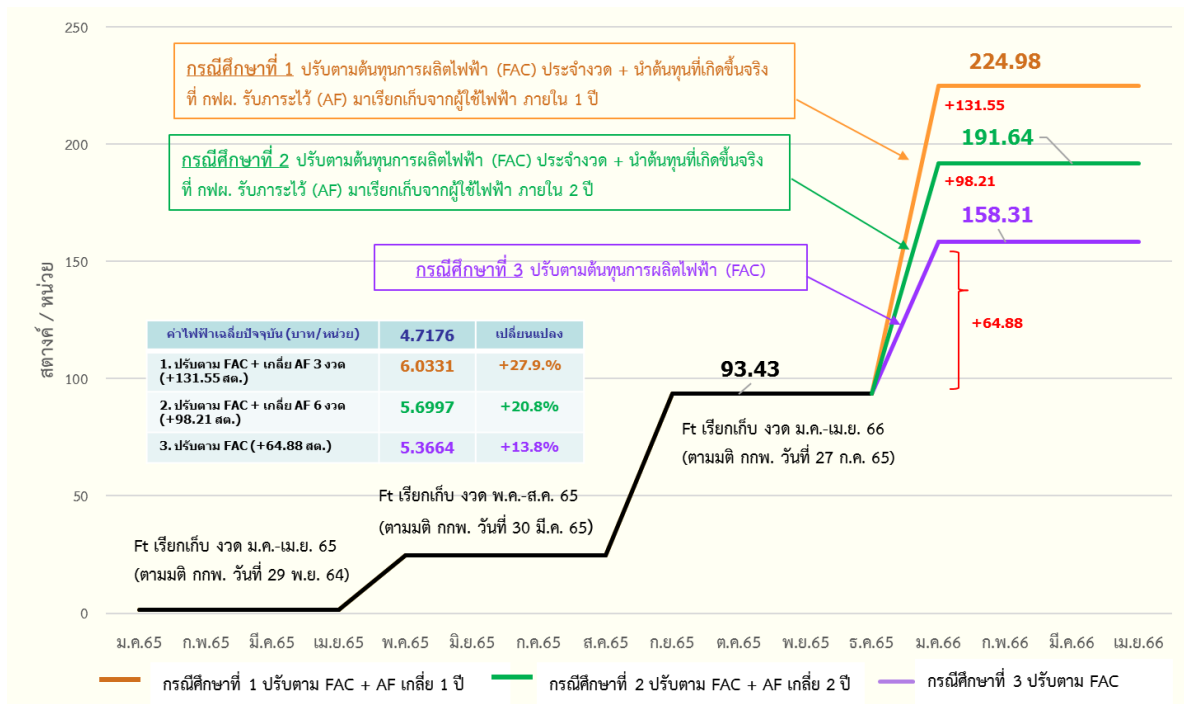 250
200
150
100
50
0
สตางค์ / หน่วย
กรณีศึกษาที่ 1 ปรับตามต้นทุนการผลิตไฟฟ้า (FAC) ประจำงวด + นำต้นทุนที่เกิดขึ้นจริง
ที่ กฟผ. รับภาระไว้ (AF) มาเรียกเก็บจากผู้ใช้ไฟฟ้า ภายใน 1 ปี
กรณีศึกษาที่ 2 ปรับตามต้นทุนการผลิตไฟฟ้า (FAC) ประจำงวด + นำต้นทุนที่เกิดขึ้นจริง
ที่ กฟผ. รับภาระไว้ (AF) มาเรียกเก็บจากผู้ใช้ไฟฟ้า ภายใน 2 ปี
กรณีศึกษาที่ 3 ปรับตามต้นทุนการผลิตไฟฟ้า (FAC)
224.98
+131.55
191.64
+98.21
158.31
+64.88
ค่าไฟฟ้าเฉลี่ยปัจจุบัน (บาท/หน่วย) 4.7176 เปลี่ยนแปลง
1. ปรับตาม FAC + เกลี่ย AF 3 งวด
(+131.55 สต.) 6.0331 +27.9.%
2. ปรับตาม FAC + เกลี่ย AF 6 งวด
(+98.21 สต.) 5.6997 +20.8%
3. ปรับตาม FAC (+64.88 สต.) 5.3664 +13.8%
93.43
Ft เรียกเก็บ งวด ม.ค.-เม.ย. 66
(ตามมติ กกพ. วันที่ 27 ก.ค. 65)
Ft เรียกเก็บ งวด พ.ค.-ส.ค. 65
(ตามมติ กกพ. วันที่ 30 มี.ค. 65)
Ft เรียกเก็บ งวด ม.ค.-เม.ย. 65
(ตามมติ กกพ. วันที่ 29 พ.ย. 64)
ม.ค.65 ก.พ.65 มี.ค.65 เม.ย.65 พ.ค.65 มิ.ย.65 ก.ค.65 ส.ค.65 ก.ย.65 ต.ค.65 พ.ย.65 ธ.ค.65 ม.ค.66 ก.พ.66 มี.ค.66 เม.ย.66
กรณีศึกษาที่ 1 ปรับตาม FAC + AF เกลี่ย 1 ปี กรณีศึกษาที่ 2 ปรับตาม FAC + AF เกลี่ย 2 ปี กรณีศึกษาที่ 3 ปรับตาม FAC